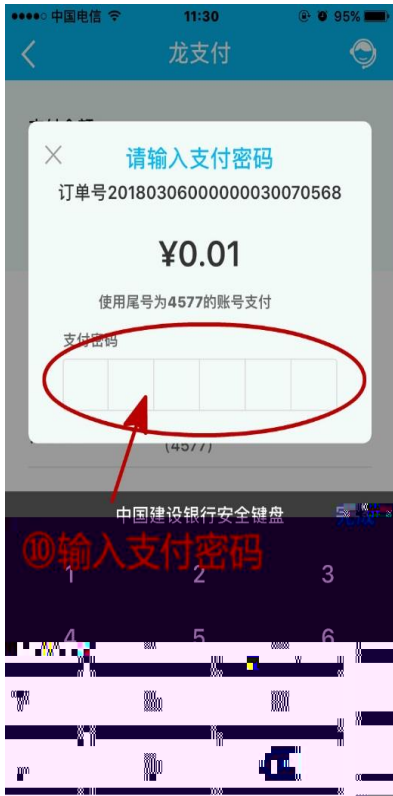 中国电信 11:30 95%
龙支付
请输入支付密码
订单号20180306000000030070568
¥0.01
使用尾号为4577的账号支付
支付密码
(4577)
中国建设银行安全键盘
⑩输入支付密码
1 2 3
4 5 6